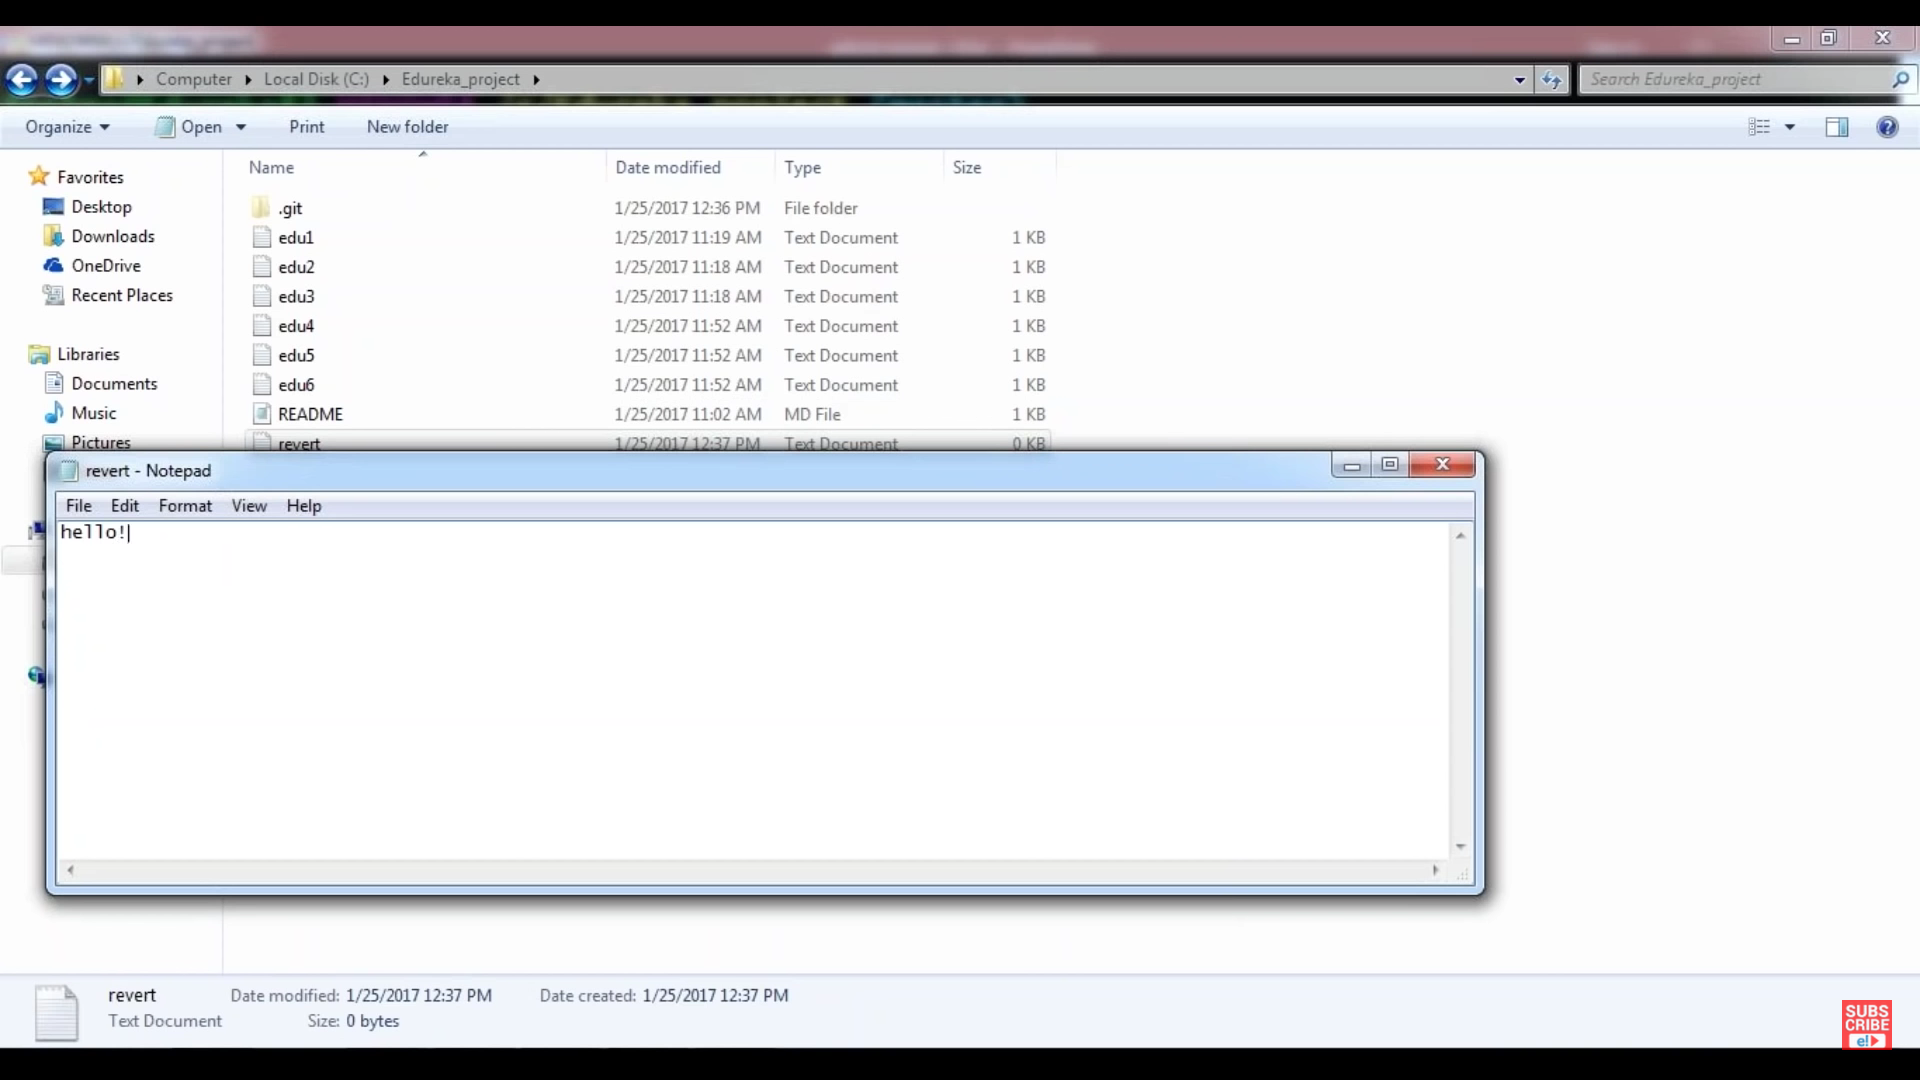 Computer Local Disk (C:) Edureka_project
Search Edureka_project
Organize Open Print New folder
Name Date modified Type Size
Favorites
Desktop
Downloads
OneDrive
Recent Places
Libraries
Documents
Music
Pictures
.git 1/25/2017 12:36 PM File folder
edu1 1/25/2017 11:19 AM Text Document 1 KB
edu2 1/25/2017 11:18 AM Text Document 1 KB
edu3 1/25/2017 11:18 AM Text Document 1 KB
edu4 1/25/2017 11:52 AM Text Document 1 KB
edu5 1/25/2017 11:52 AM Text Document 1 KB
edu6 1/25/2017 11:52 AM Text Document 1 KB
README 1/25/2017 11:02 AM MD File 1 KB
revert 1/25/2017 12:37 PM Text Document 0 KB
revert - Notepad
File Edit Format View Help
hello!
revert Date modified: 1/25/2017 12:37 PM Date created: 1/25/2017 12:37 PM
Text Document Size: 0 bytes
SUBS
CRIBE
e!